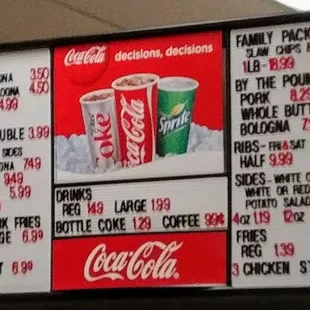 Coca-Cola decisions, decisions
Coke
Coca-Cola
Sprite
DRINKS
REG 1.49 LARGE 1.99
BOTTLE COKE 1.29 COFFEE 99¢
Coca-Cola
3.50
4.50
4.99
3.99
SIDES
7.49
9.49
5.99
FRIES
6.99
6.99
FAMILY PACK
SLAW CHIPS &
1LB-18.99
BY THE POUN
PORK 8.25
WHOLE BUTT
BOLOGNA
RIBS-FRI&SAT
HALF 9.99
SIDES-WHITE O
WHITE OR RED
POTATO SALAD
4oz 1.19 12oz
FRIES
REG 1.39
3 CHICKEN ST